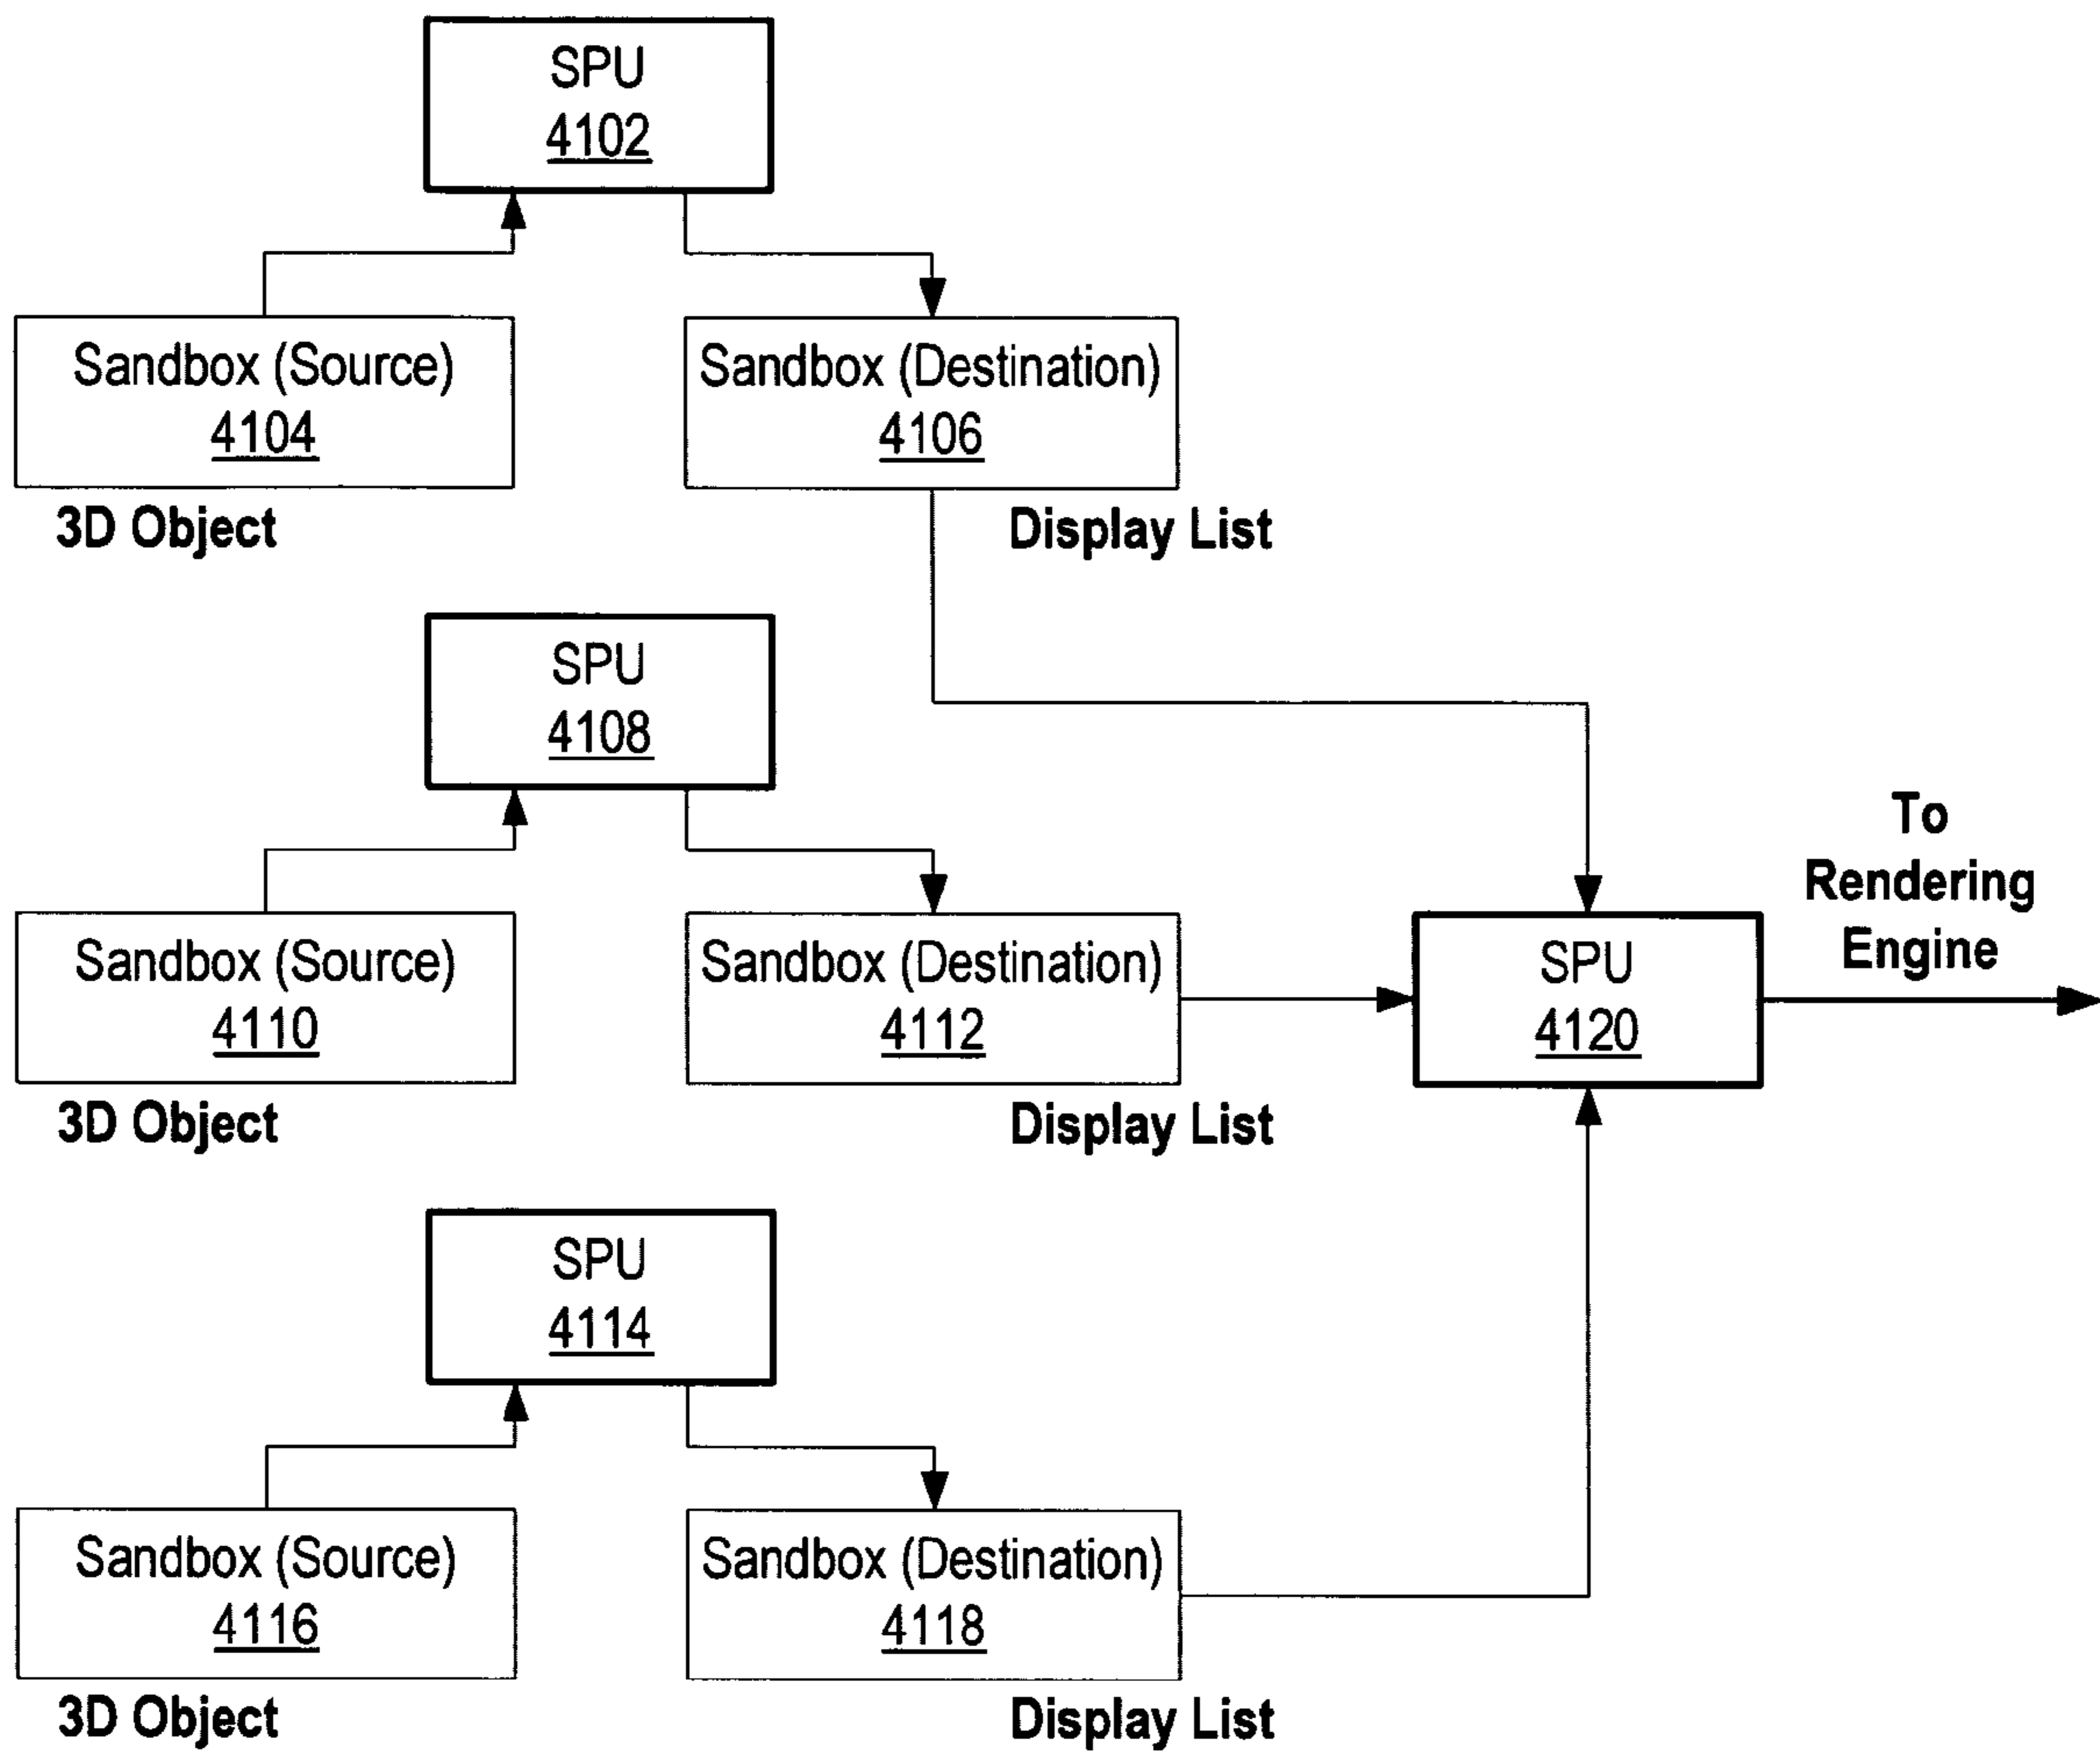 SPU
4102
Sandbox (Source)
4104
3D Object
Sandbox (Destination)
4106
Display List
SPU
4108
Sandbox (Source)
4110
3D Object
Sandbox (Destination)
4112
Display List
SPU
4120
To
Rendering
Engine
SPU
4114
Sandbox (Source)
4116
3D Object
Sandbox (Destination)
4118
Display List